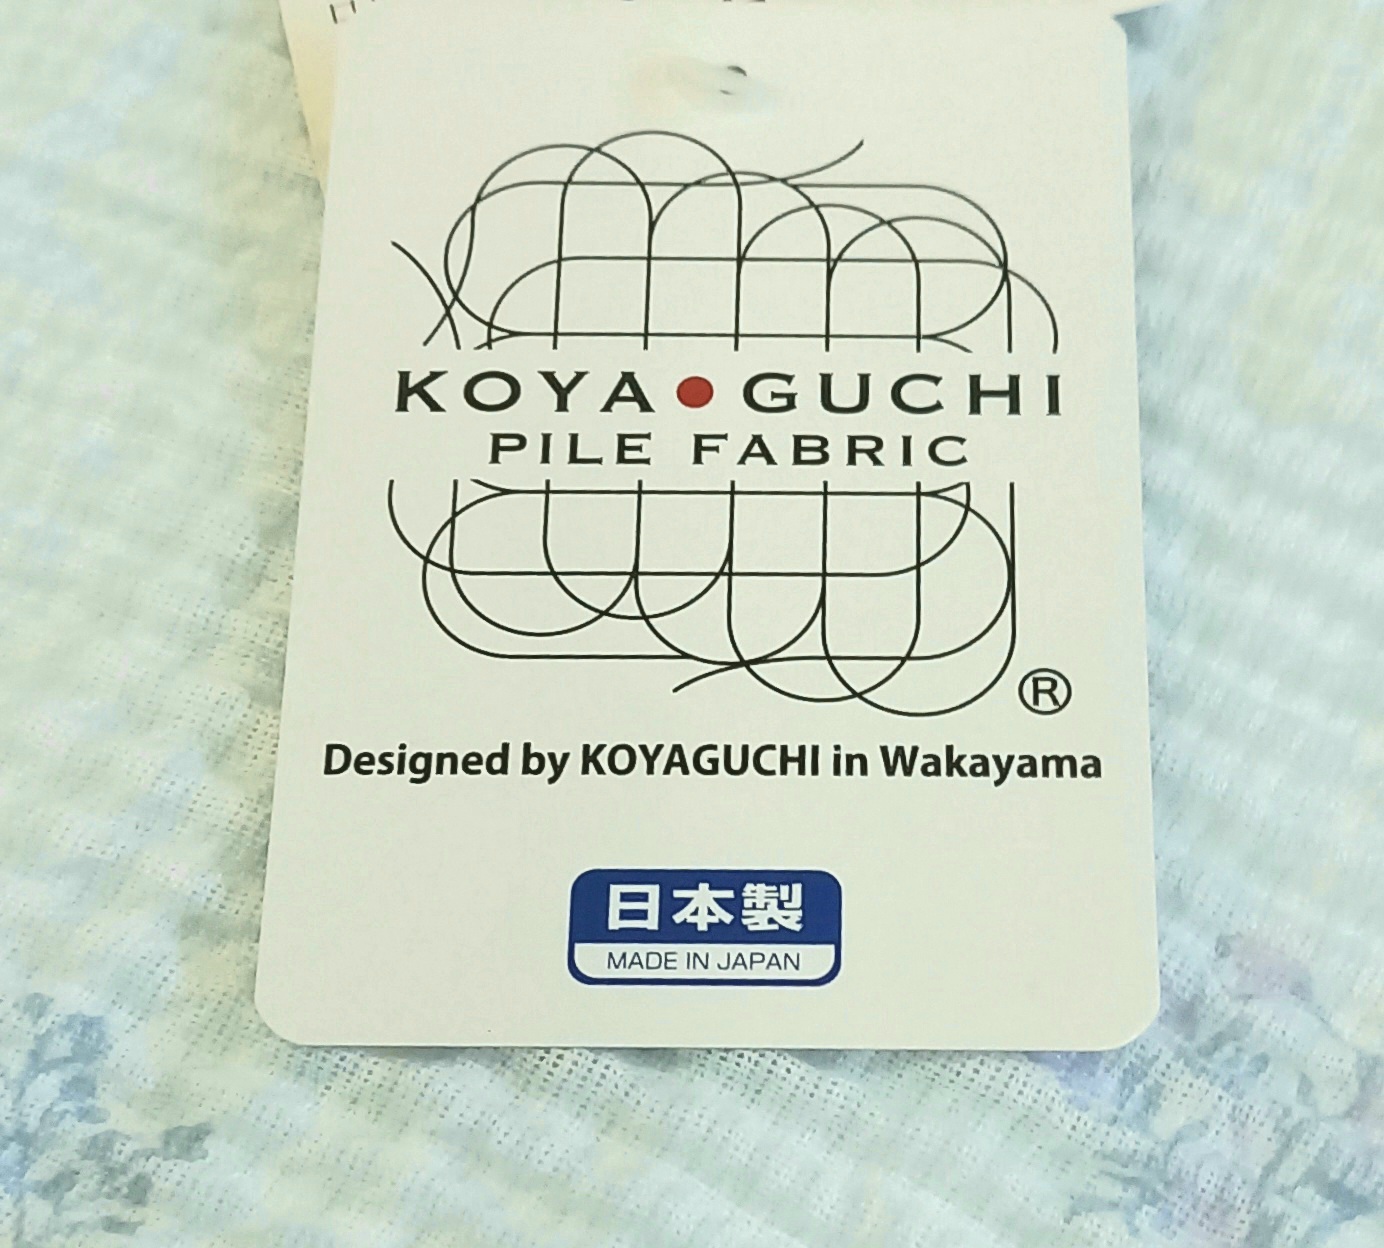 KOYA●GUCHI
PILE FABRIC
®
Designed by KOYAGUCHI in Wakayama
日本製
MADE IN JAPAN